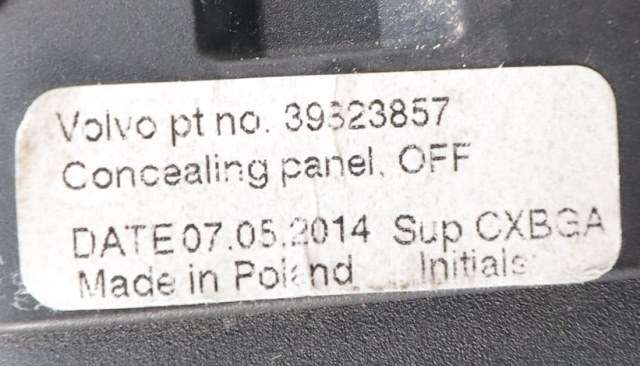 Volvo pt no. 39823857
Concealing panel, OFF
DATE 07.05.2014 Sup CXBGA
Made in Poland Initials: